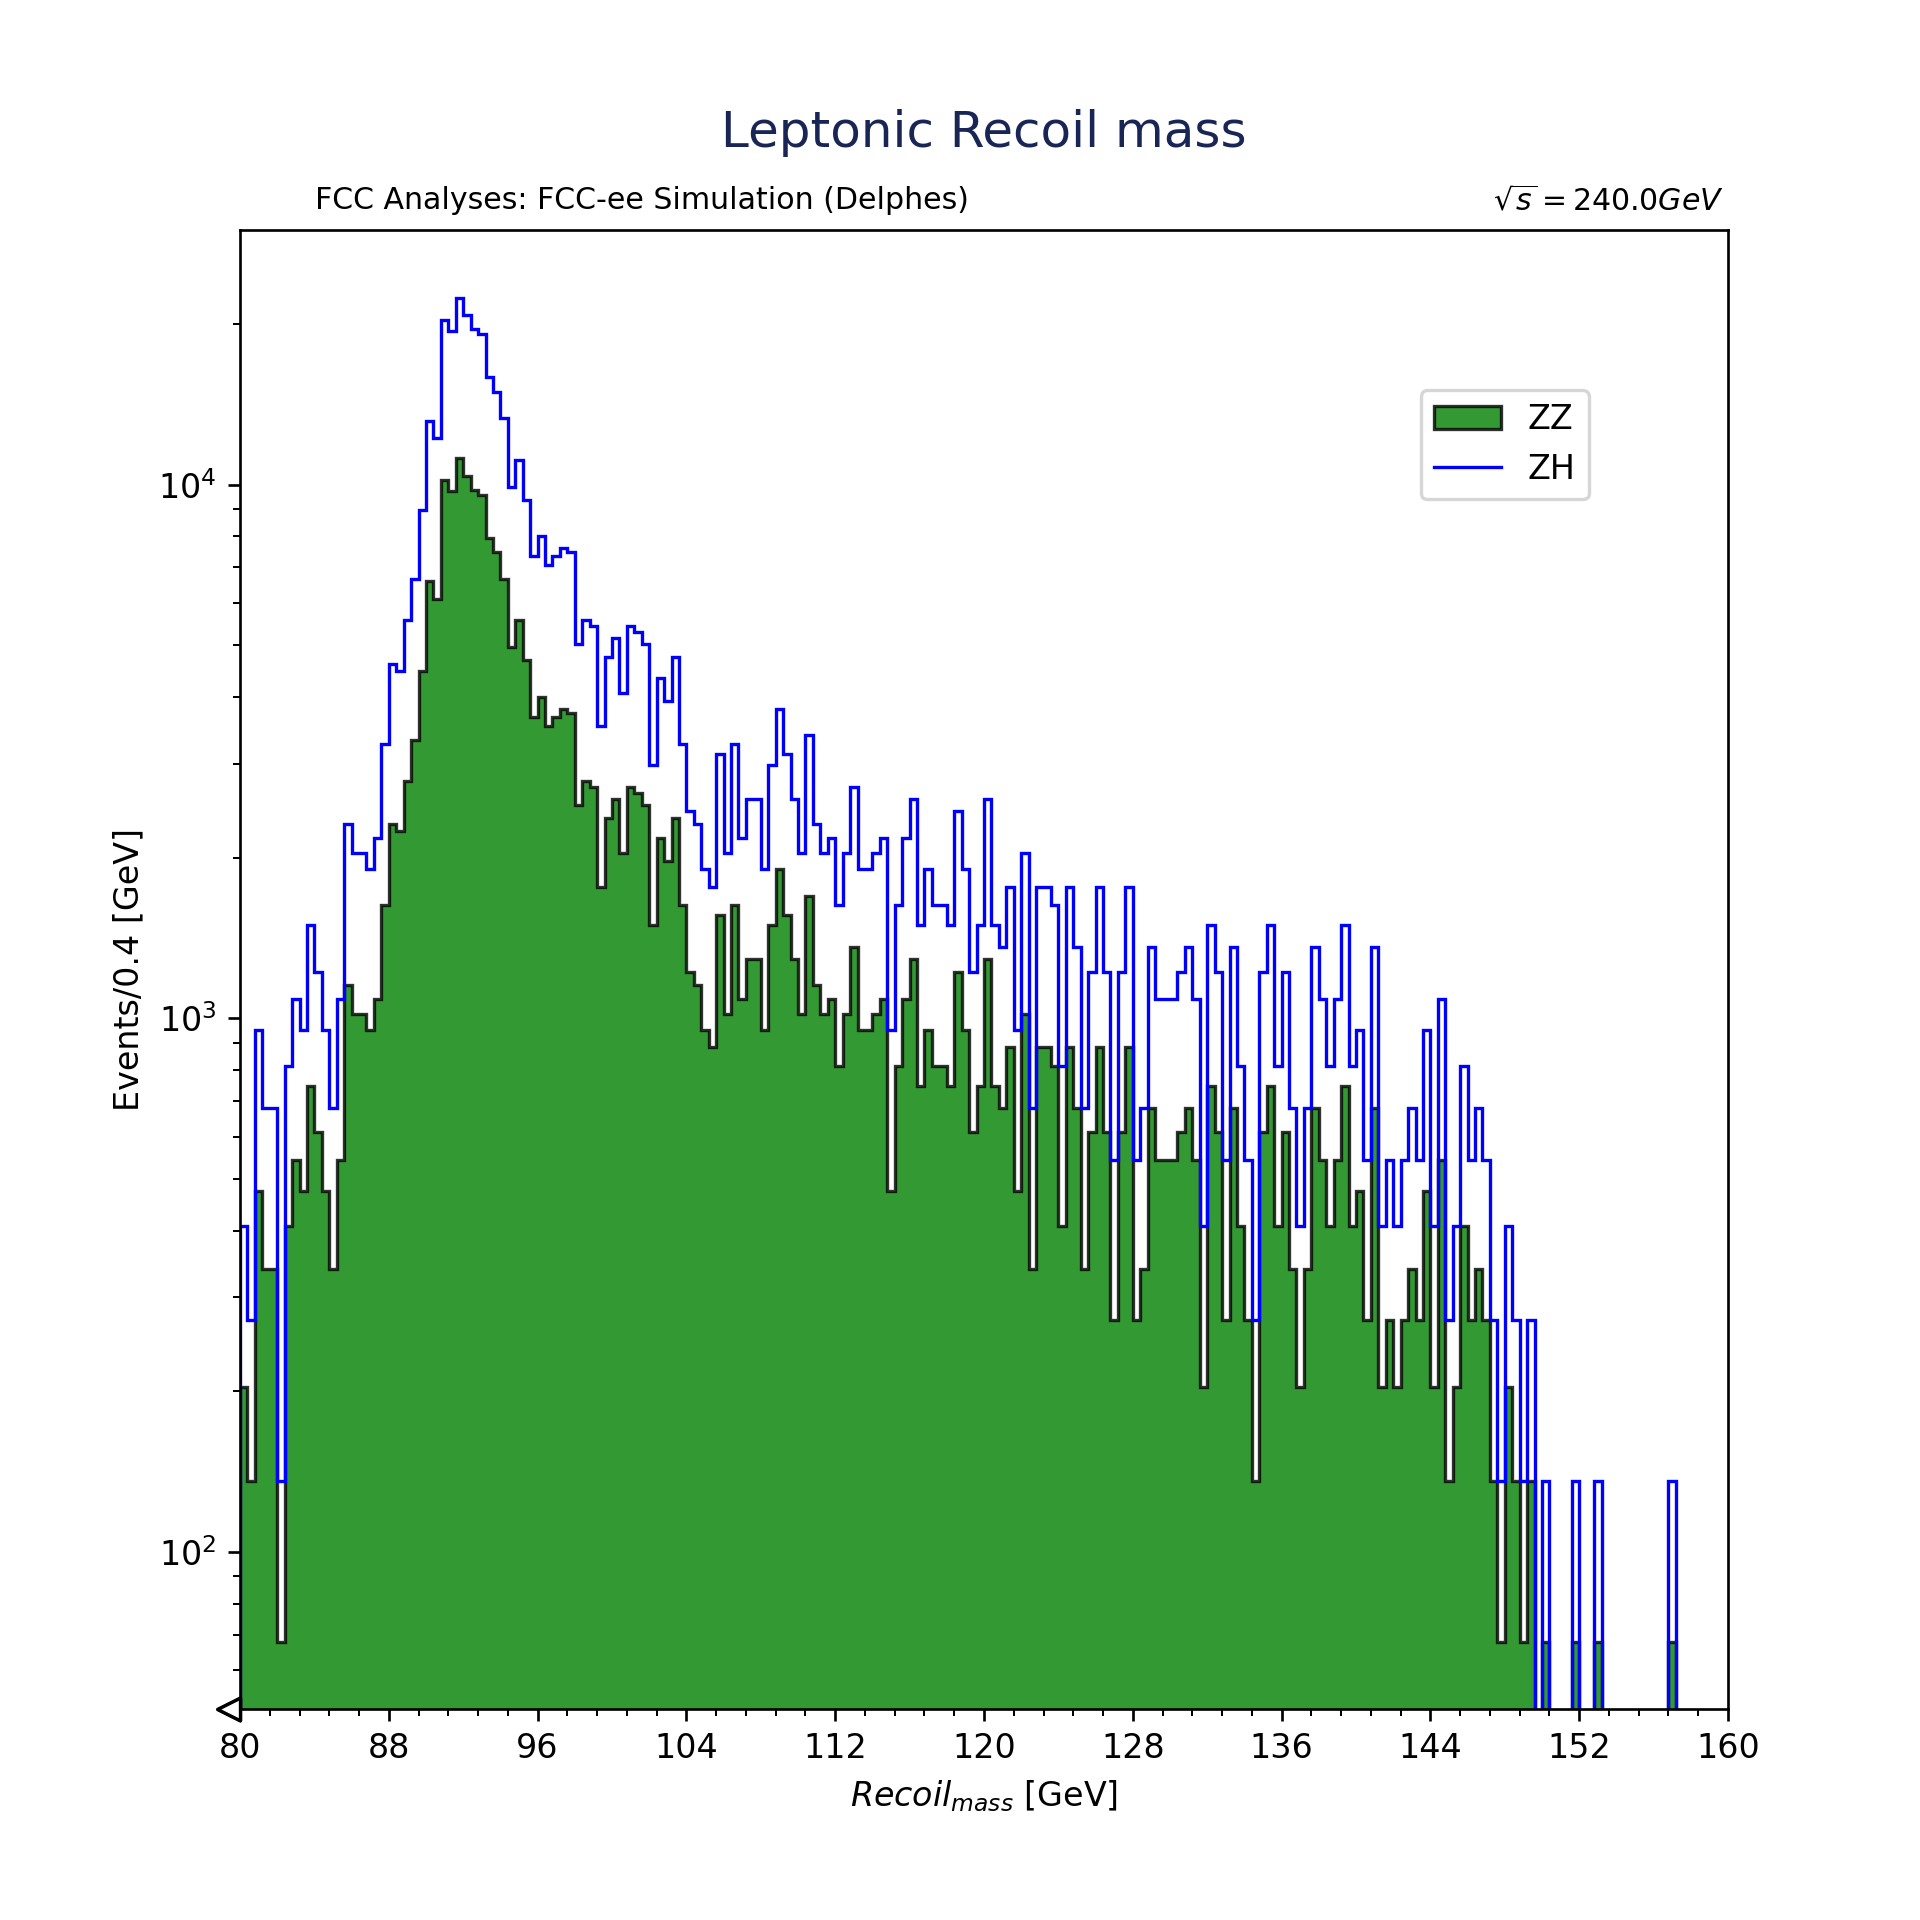 Leptonic Recoil mass
FCC Analyses: FCC-ee Simulation (Delphes)
√s = 240.0GeV
ZZ
ZH
Events/0.4 [GeV]
10⁴
10³
10²
80 88 96 104 112 120 128 136 144 152 160
Recoil_mass [GeV]